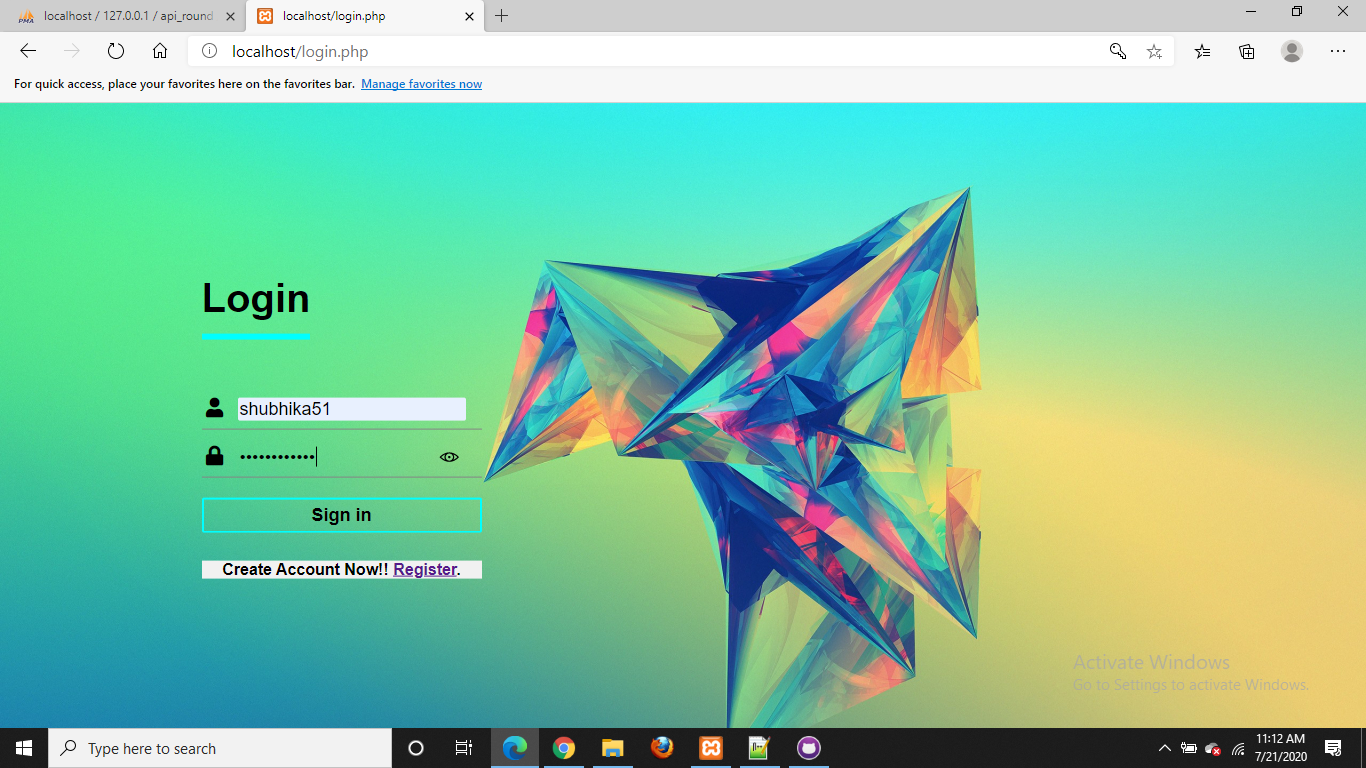 localhost / 127.0.0.1 / api_round
localhost/login.php
localhost/login.php
For quick access, place your favorites here on the favorites bar. Manage favorites now
Login
shubhika51
••••••••••••
Sign in
Create Account Now!! Register.
Activate Windows
Go to Settings to activate Windows.
Type here to search
11:12 AM
7/21/2020